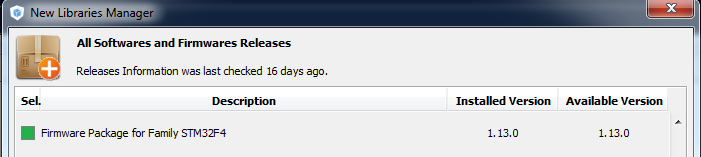 New Libraries Manager
All Softwares and Firmwares Releases
Releases Information was last checked 16 days ago.
Sel. Description Installed Version Available Version
Firmware Package for Family STM32F4 1.13.0 1.13.0